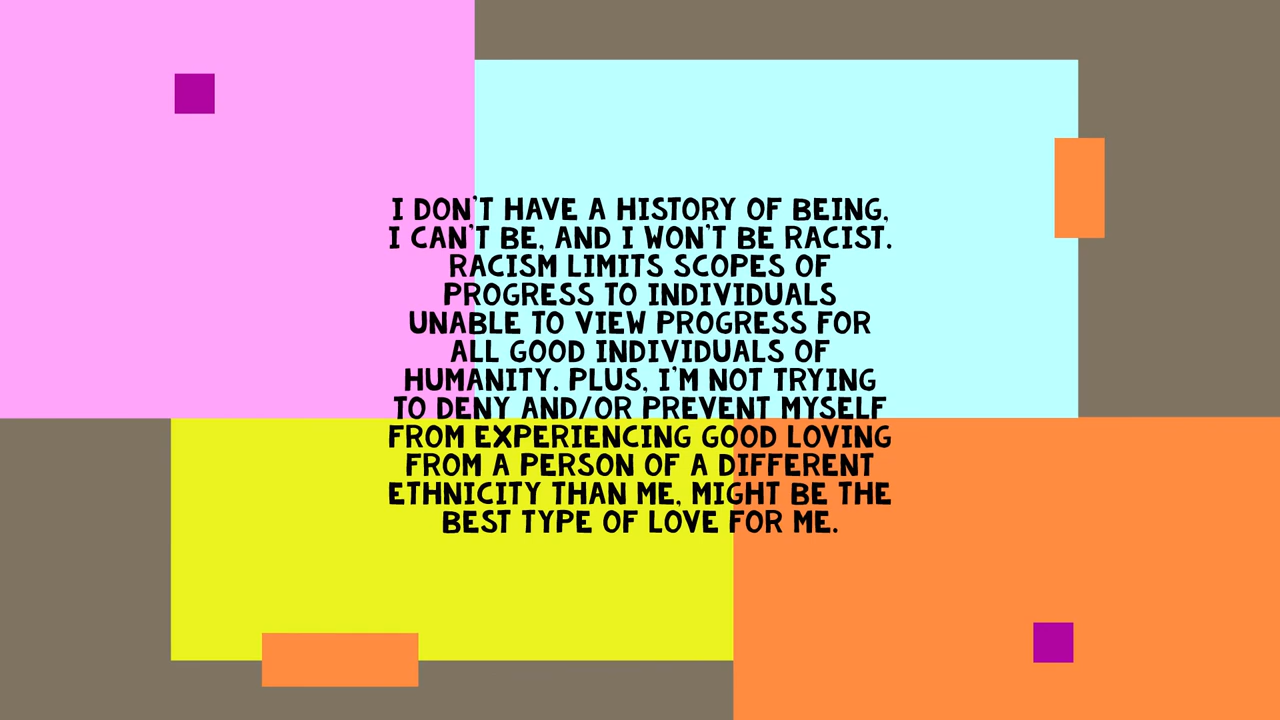 I DON'T HAVE A HISTORY OF BEING,
I CAN'T BE, AND I WON'T BE RACIST.
RACISM LIMITS SCOPES OF
PROGRESS TO INDIVIDUALS
UNABLE TO VIEW PROGRESS FOR
ALL GOOD INDIVIDUALS OF
HUMANITY. PLUS, I'M NOT TRYING
TO DENY AND/OR PREVENT MYSELF
FROM EXPERIENCING GOOD LOVING
FROM A PERSON OF A DIFFERENT
ETHNICITY THAN ME, MIGHT BE THE
BEST TYPE OF LOVE FOR ME.